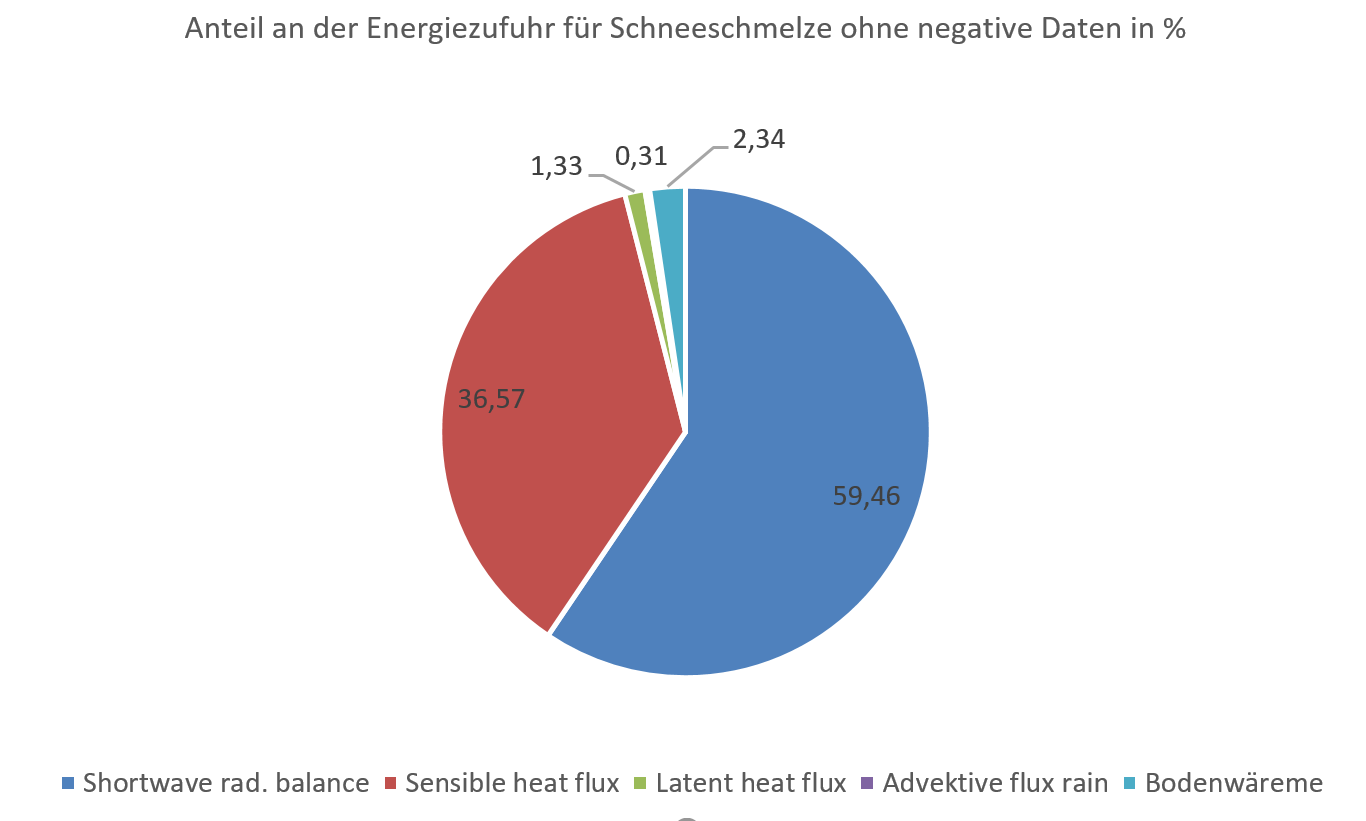 Anteil an der Energiezufuhr für Schneeschmelze ohne negative Daten in %
1,33
0,31
2,34
36,57
59,46
Shortwave rad. balance
Sensible heat flux
Latent heat flux
Advektive flux rain
Bodenwäreme